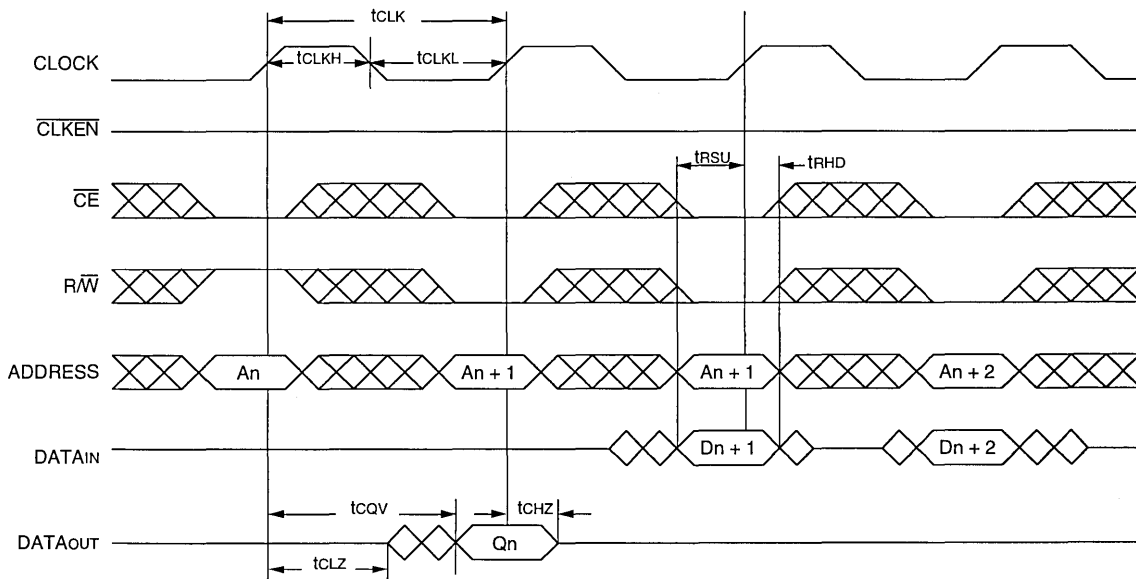 tCLK
CLOCK
tCLKH
tCLKL
CLKEN
tRSU
tRHD
CE
R/W
ADDRESS
An
An + 1
An + 1
An + 2
DATAIN
Dn + 1
Dn + 2
tCQV
tCHZ
DATAOUT
Qn
tCLZ